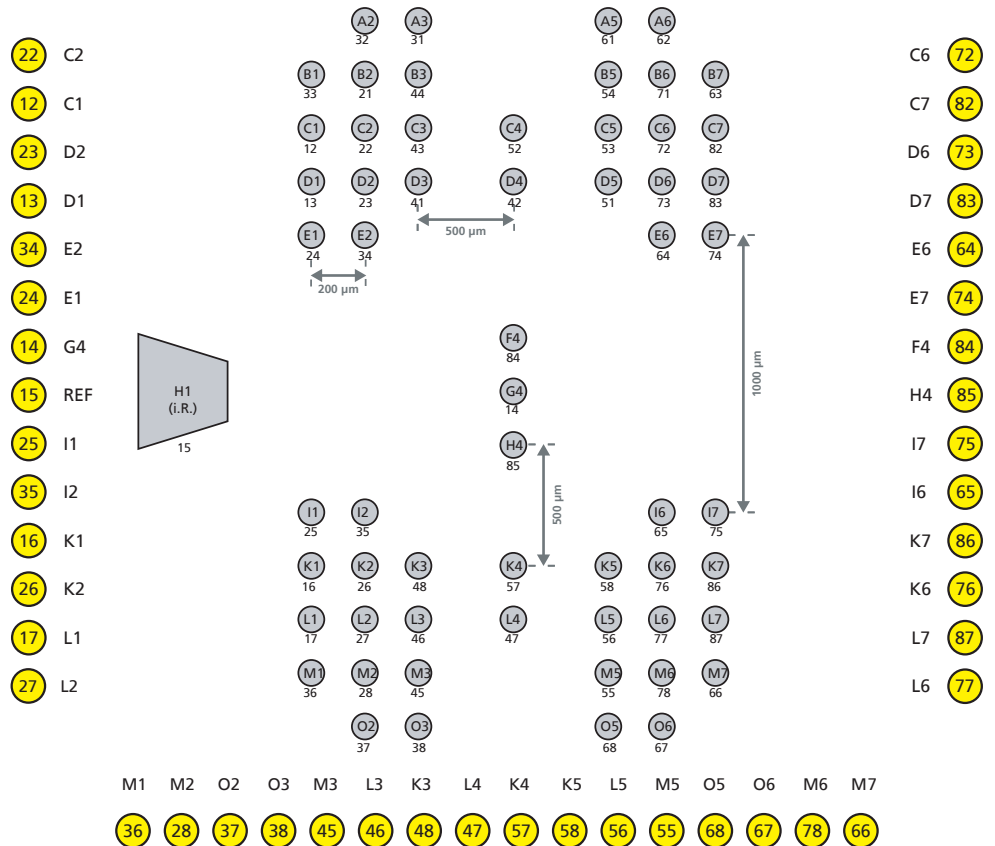 A2 A3 A5 A6
32 31 61 62
22 C2 C6 72
B1 B2 B3 B5 B6 B7
33 21 44 54 71 63
12 C1 C7 82
C1 C2 C3 C4 C5 C6 C7
12 22 43 52 53 72 82
23 D2 D6 73
D1 D2 D3 D4 D5 D6 D7
13 23 41 42 51 73 83
13 D1 D7 83
500 µm
E1 E2 E6 E7
24 34 64 74
34 E2 E6 64
200 µm
24 E1 E7 74
F4
84
14 G4 F4 84
1000 µm
H1
(i.R.)
15
G4
14
15 REF H4 85
H4
85
25 I1 I7 75
500 µm
35 I2 I6 65
I1 I2 I6 I7
25 35 65 75
16 K1 K7 86
K1 K2 K3 K4 K5 K6 K7
16 26 48 57 58 76 86
26 K2 K6 76
L1 L2 L3 L4 L5 L6 L7
17 27 46 47 56 77 87
17 L1 L7 87
M1 M2 M3 M5 M6 M7
36 28 45 55 78 66
27 L2 L6 77
O2 O3 O5 O6
37 38 68 67
M1 M2 O2 O3 M3 L3 K3 L4 K4 K5 L5 M5 O5 O6 M6 M7
36 28 37 38 45 46 48 47 57 58 56 55 68 67 78 66